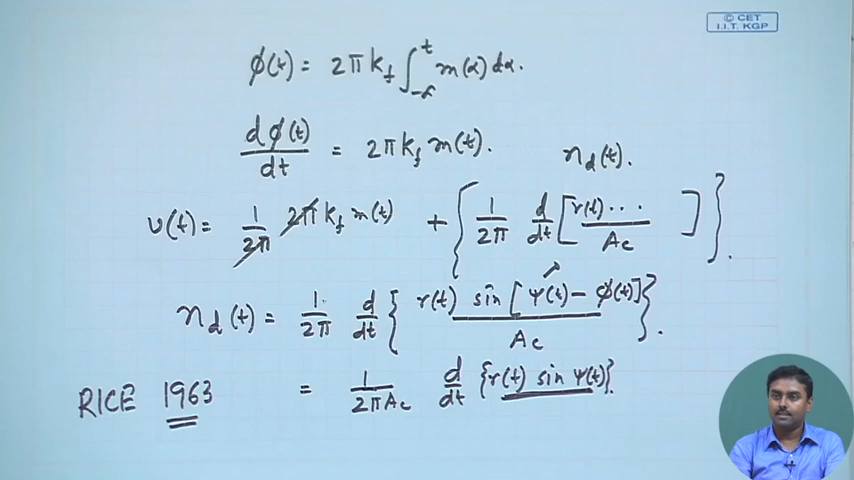 © CET
I.I.T. KGP
ϕ(t) = 2π k_f ∫_{-∞}^{t} m(α) dα.
dϕ(t)/dt = 2π k_f m(t). n_d(t).
v(t) = 1/2π 2π k_f m(t) + { 1/2π d/dt [ r(t) ... / A_c ] }.
n_d(t) = 1/2π d/dt { r(t) sin [ψ(t) − ϕ(t)] / A_c }.
RICE 1963 = 1/2πA_c d/dt {r(t) sin ψ(t)}.